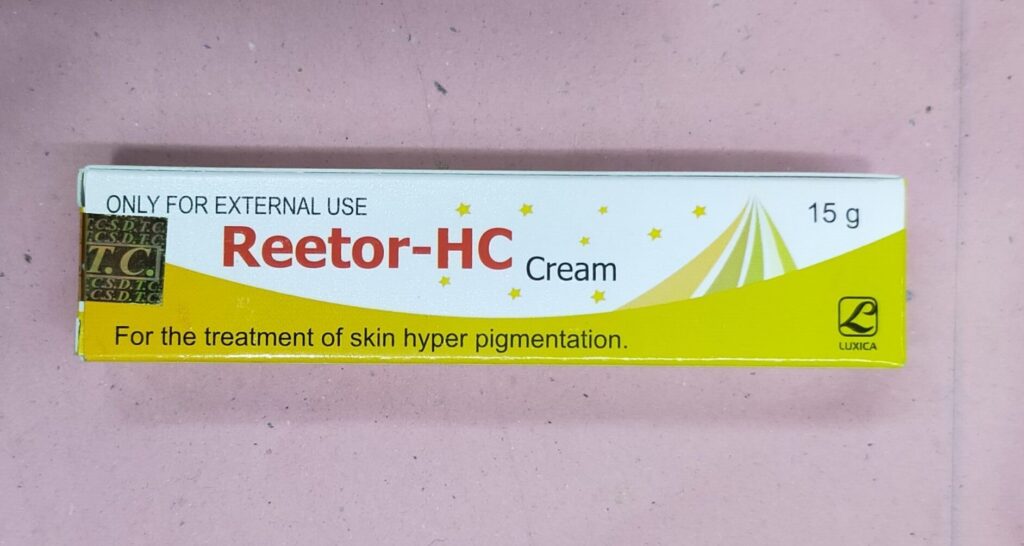 ONLY FOR EXTERNAL USE
15 g
Reetor-HC
Cream
E.C.S.D.T.C.
E.C.S.D.T.C.
T.C.
E.C.S.D.T.C.
E.C.S.D.T.C.
For the treatment of skin hyper pigmentation.
LUXICA